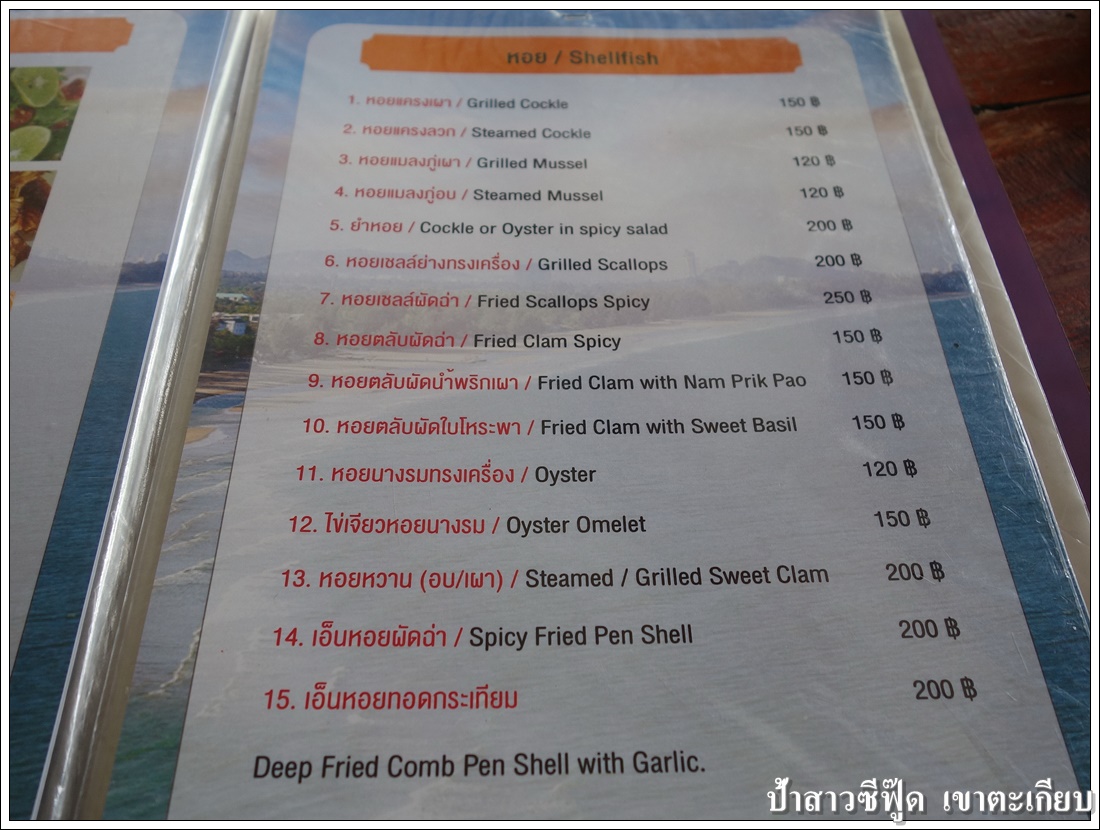 หอย / Shellfish
1. หอยแครงเผา / Grilled Cockle 150 ฿
2. หอยแครงลวก / Steamed Cockle 150 ฿
3. หอยแมลงภู่เผา / Grilled Mussel 120 ฿
4. หอยแมลงภู่อบ / Steamed Mussel 120 ฿
5. ยำหอย / Cockle or Oyster in spicy salad 200 ฿
6. หอยเชลล์ย่างทรงเครื่อง / Grilled Scallops 200 ฿
7. หอยเชลล์ผัดฉ่า / Fried Scallops Spicy 250 ฿
8. หอยตลับผัดฉ่า / Fried Clam Spicy 150 ฿
9. หอยตลับผัดน้ำพริกเผา / Fried Clam with Nam Prik Pao 150 ฿
10. หอยตลับผัดใบโหระพา / Fried Clam with Sweet Basil 150 ฿
11. หอยนางรมทรงเครื่อง / Oyster 120 ฿
12. ไข่เจียวหอยนางรม / Oyster Omelet 150 ฿
13. หอยหวาน (อบ/เผา) / Steamed / Grilled Sweet Clam 200 ฿
14. เอ็นหอยผัดฉ่า / Spicy Fried Pen Shell 200 ฿
15. เอ็นหอยทอดกระเทียม 200 ฿
Deep Fried Comb Pen Shell with Garlic.
ป้าสาวซีฟู๊ด เขาตะเกียบ